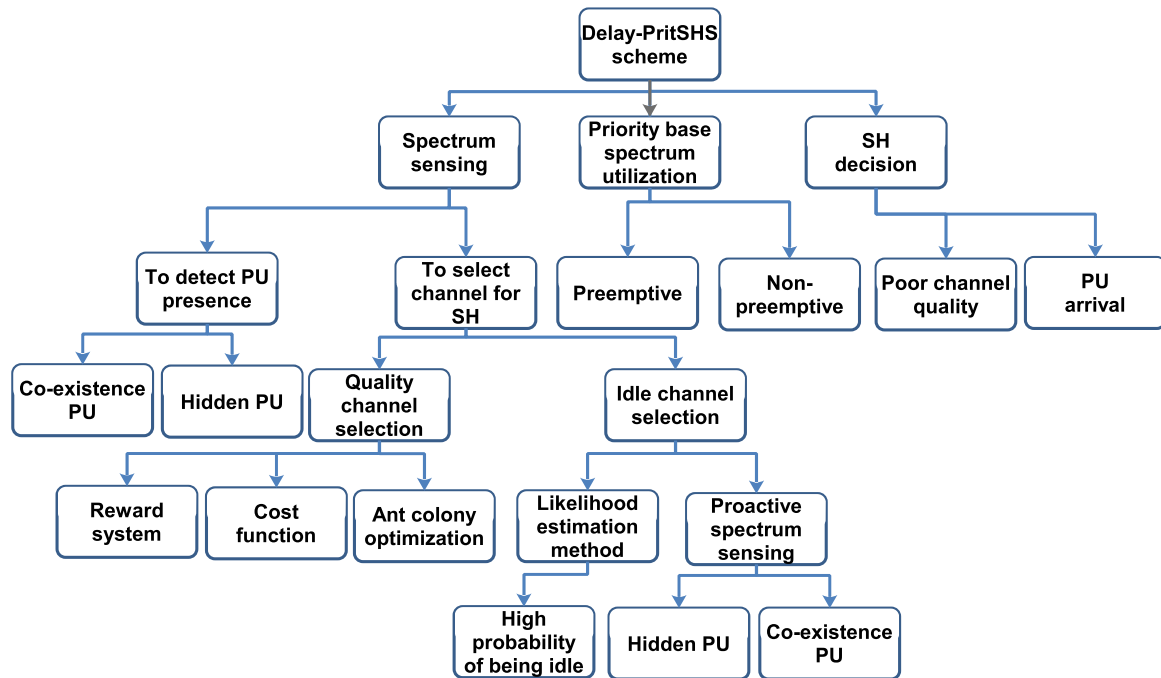 Delay-PritSHS
scheme
Spectrum
sensing
Priority base
spectrum
utilization
SH
decision
To detect PU
presence
To select
channel for
SH
Preemptive
Non-
preemptive
Poor channel
quality
PU
arrival
Co-existence
PU
Hidden PU
Quality
channel
selection
Idle channel
selection
Reward
system
Cost
function
Ant colony
optimization
Likelihood
estimation
method
Proactive
spectrum
sensing
High
probability
of being idle
Hidden PU
Co-existence
PU